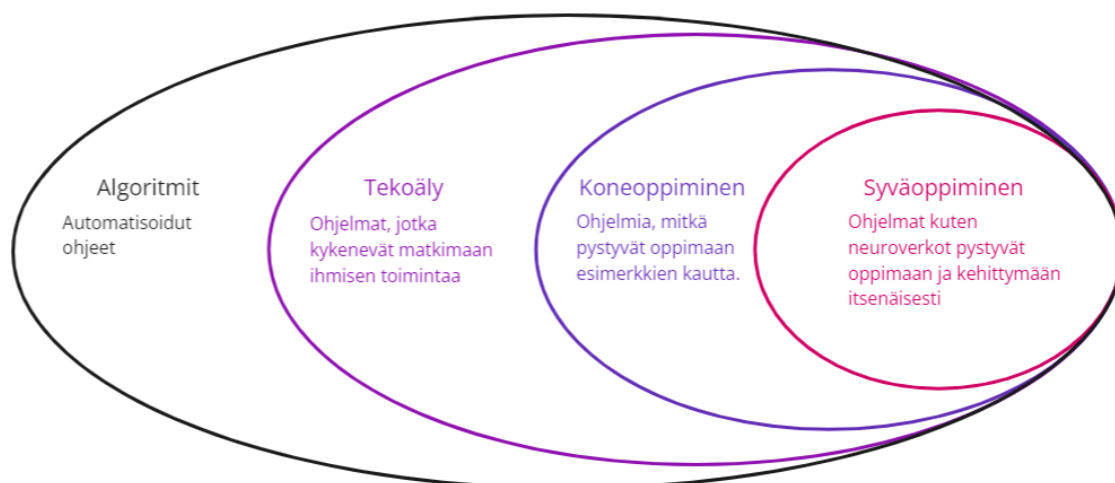 Algoritmit
Automatisoidut
ohjeet
Tekoäly
Ohjelmat, jotka
kykenevät matkimaan
ihmisen toimintaa
Koneoppiminen
Ohjelmia, mitkä
pystyvät oppimaan
esimerkkien kautta.
Syväoppiminen
Ohjelmat kuten
neuroverkot pystyvät
oppimaan ja kehittymään
itsenäisesti